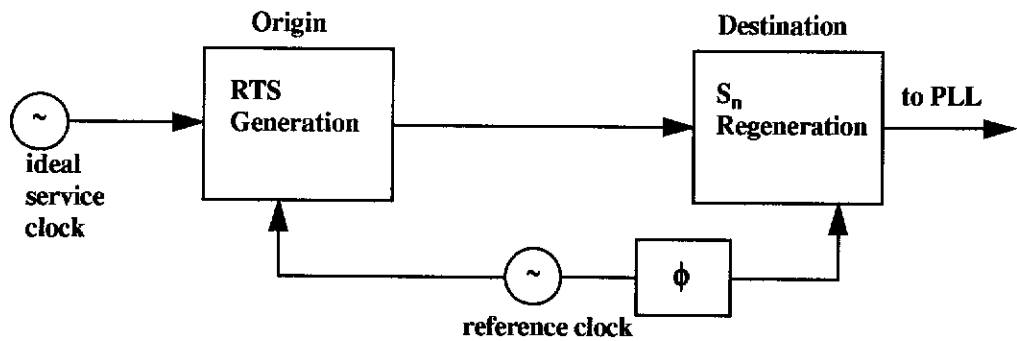 Origin
Destination
RTS
Generation
Sₙ
Regeneration
to PLL
~
ideal
service
clock
~
ϕ
reference clock